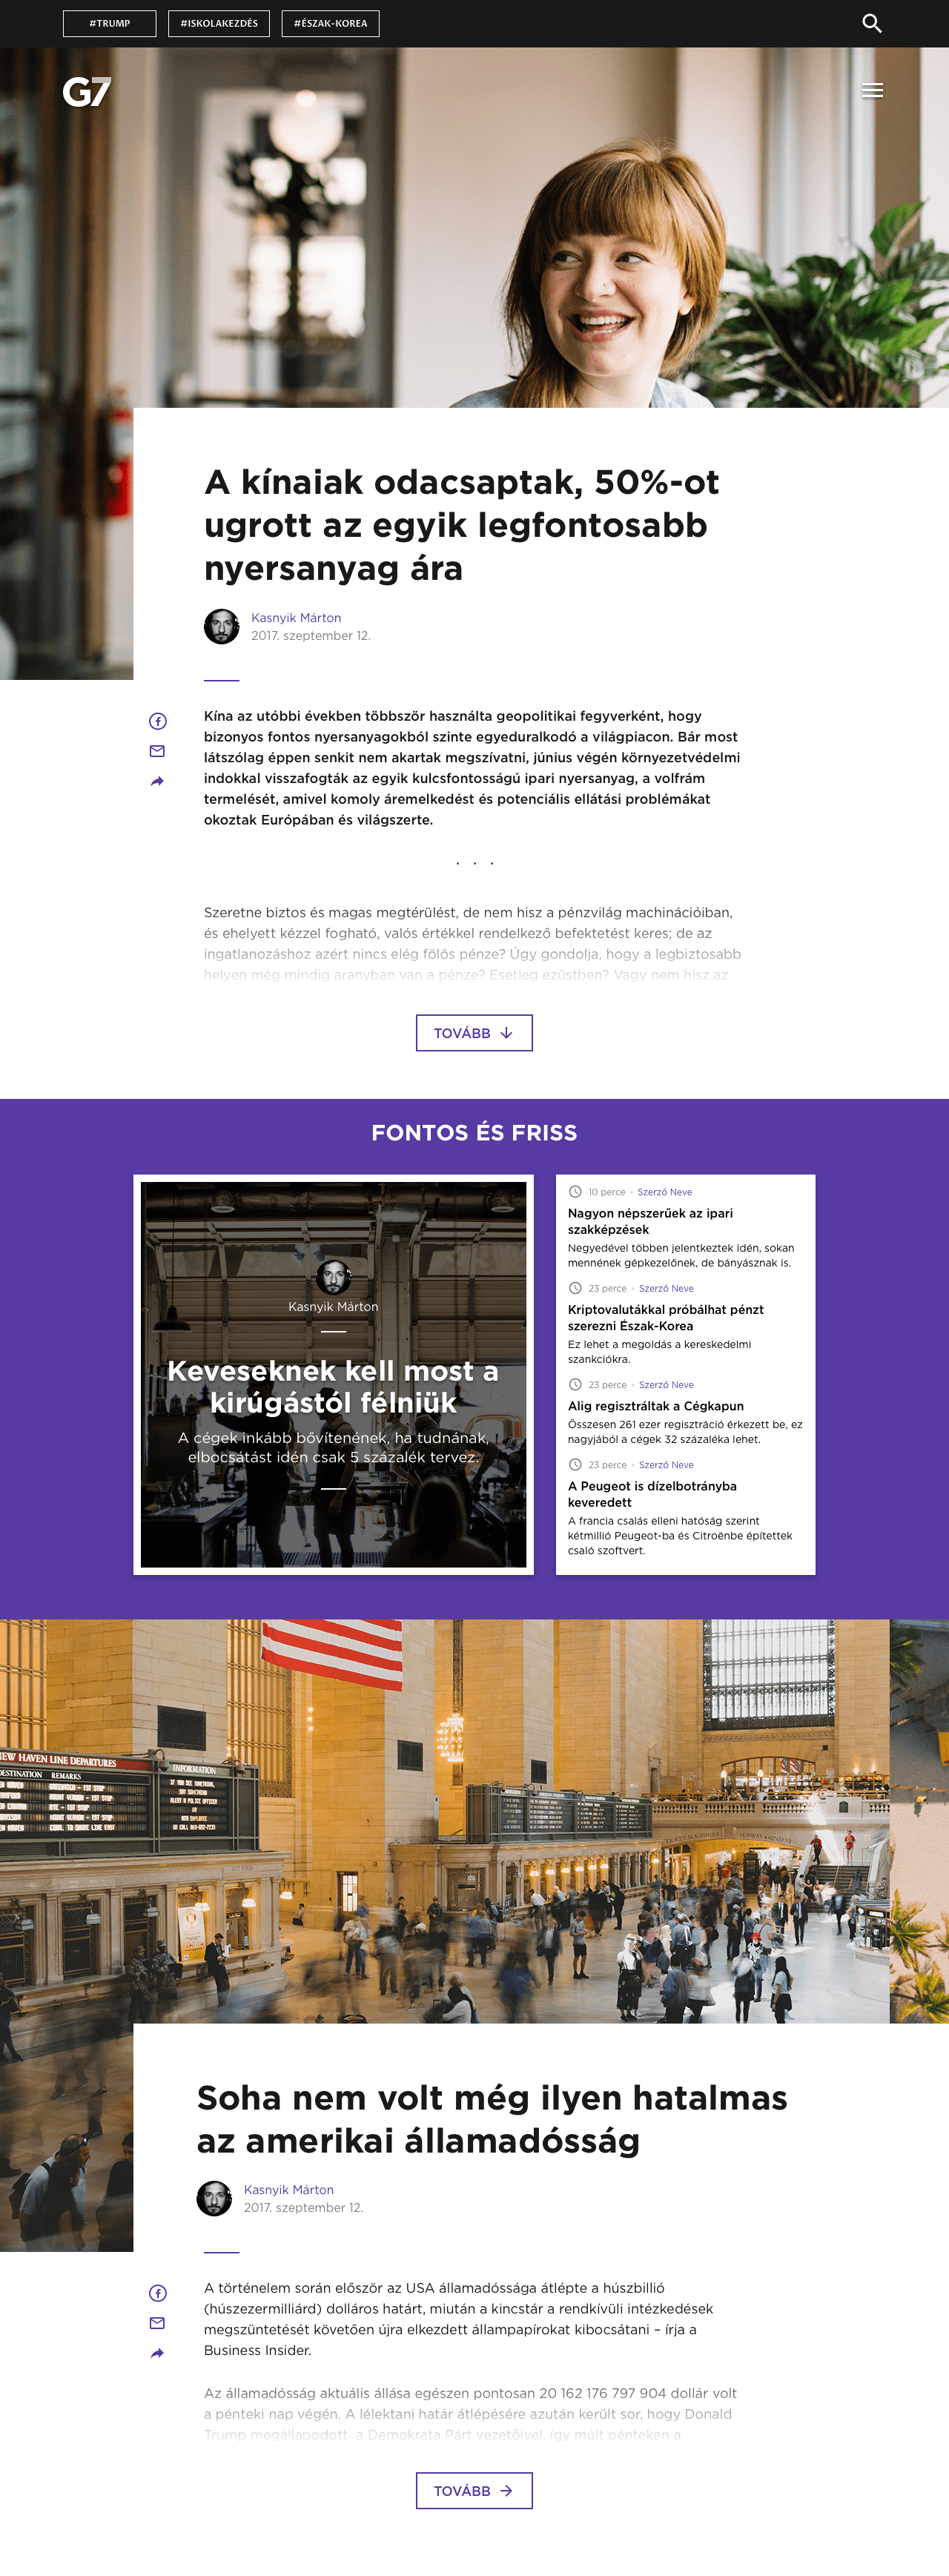 #TRUMP
#ISKOLAKEZDÉS
#ÉSZAK-KOREA
G7
A kínaiak odacsaptak, 50%-ot
ugrott az egyik legfontosabb
nyersanyag ára
Kasnyik Márton
2017. szeptember 12.
Kína az utóbbi években többször használta geopolitikai fegyverként, hogy
bizonyos fontos nyersanyagokból szinte egyeduralkodó a világpiacon. Bár most
látszólag éppen senkit nem akartak megszívatni, június végén környezetvédelmi
indokkal visszafogták az egyik kulcsfontosságú ipari nyersanyag, a volfrám
termelését, amivel komoly áremelkedést és potenciális ellátási problémákat
okoztak Európában és világszerte.
. . .
Szeretne biztos és magas megtérülést, de nem hisz a pénzvilág machinációiban,
és ehelyett kézzel fogható, valós értékkel rendelkező befektetést keres; de az
ingatlanozáshoz azért nincs elég fölös pénze? Úgy gondolja, hogy a legbiztosabb
helyen még mindig aranyban van a pénze? Esetleg ezüstben? Vagy nem hisz az
TOVÁBB
FONTOS ÉS FRISS
Kasnyik Márton
Keveseknek kell most a
kirúgástól félniük
A cégek inkább bővítenének, ha tudnának,
elbocsátást idén csak 5 százalék tervez.
10 perce • Szerző Neve
Nagyon népszerűek az ipari
szakképzések
Negyedével többen jelentkeztek idén, sokan
mennének gépkezelőnek, de bányásznak is.
23 perce • Szerző Neve
Kriptovalutákkal próbálhat pénzt
szerezni Észak-Korea
Ez lehet a megoldás a kereskedelmi
szankciókra.
23 perce • Szerző Neve
Alig regisztráltak a Cégkapun
Összesen 261 ezer regisztráció érkezett be, ez
nagyjából a cégek 32 százaléka lehet.
23 perce • Szerző Neve
A Peugeot is dízelbotrányba
keveredett
A francia csalás elleni hatóság szerint
kétmillió Peugeot-ba és Citroënbe építettek
csaló szoftvert.
NEW HAVEN LINE DEPARTURES
DESTINATION REMARKS
INFORMATION
Soha nem volt még ilyen hatalmas
az amerikai államadósság
Kasnyik Márton
2017. szeptember 12.
A történelem során először az USA államadóssága átlépte a húszbillió
(húszezermilliárd) dolláros határt, miután a kincstár a rendkívüli intézkedések
megszüntetését követően újra elkezdett állampapírokat kibocsátani – írja a
Business Insider.
Az államadósság aktuális állása egészen pontosan 20 162 176 797 904 dollár volt
a pénteki nap végén. A lélektani határ átlépésére azután került sor, hogy Donald
Trump megállapodott a Demokrata Párt vezetőivel, így múlt pénteken a
TOVÁBB